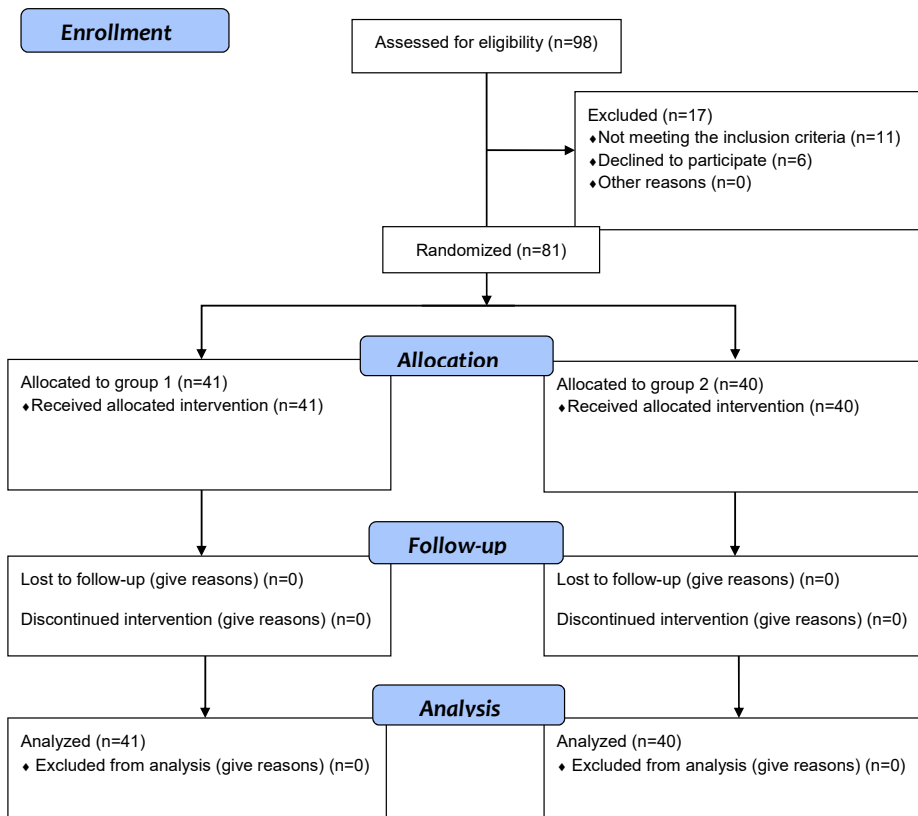 Enrollment
Assessed for eligibility (n=98)
Excluded (n=17)
♦Not meeting the inclusion criteria (n=11)
♦Declined to participate (n=6)
♦Other reasons (n=0)
Randomized (n=81)
Allocation
Allocated to group 1 (n=41)
♦Received allocated intervention (n=41)
Allocated to group 2 (n=40)
♦Received allocated intervention (n=40)
Follow-up
Lost to follow-up (give reasons) (n=0)
Discontinued intervention (give reasons) (n=0)
Lost to follow-up (give reasons) (n=0)
Discontinued intervention (give reasons) (n=0)
Analysis
Analyzed (n=41)
♦ Excluded from analysis (give reasons) (n=0)
Analyzed (n=40)
♦ Excluded from analysis (give reasons) (n=0)